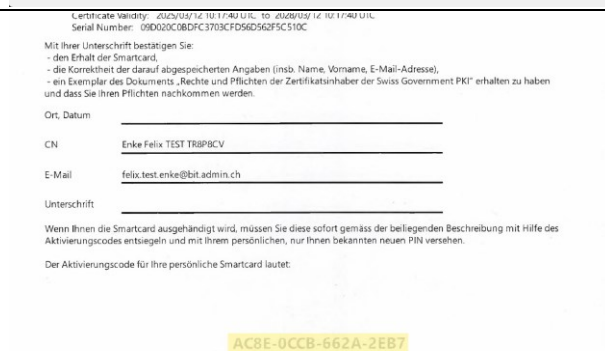 Certificate Validity: 2025/03/12 10:17:40 UTC to 2028/03/12 10:17:40 UTC
Serial Number: 09D020C0BDFC3703CFD56D562F5C510C
Mit Ihrer Unterschrift bestätigen Sie:
- den Erhalt der Smartcard,
- die Korrektheit der darauf abgespeicherten Angaben (insb. Name, Vorname, E-Mail-Adresse),
- ein Exemplar des Dokuments „Rechte und Pflichten der Zertifikatsinhaber der Swiss Government PKI" erhalten zu haben
und dass Sie Ihren Pflichten nachkommen werden.
Ort, Datum
CN Enke Felix TEST TR8P8CV
E-Mail felix.test.enke@bit.admin.ch
Unterschrift
Wenn Ihnen die Smartcard ausgehändigt wird, müssen Sie diese sofort gemäss der beiliegenden Beschreibung mit Hilfe des
Aktivierungscodes entsiegeln und mit Ihrem persönlichen, nur Ihnen bekannten neuen PIN versehen.
Der Aktivierungscode für Ihre persönliche Smartcard lautet:
AC8E-0CCB-662A-2EB7